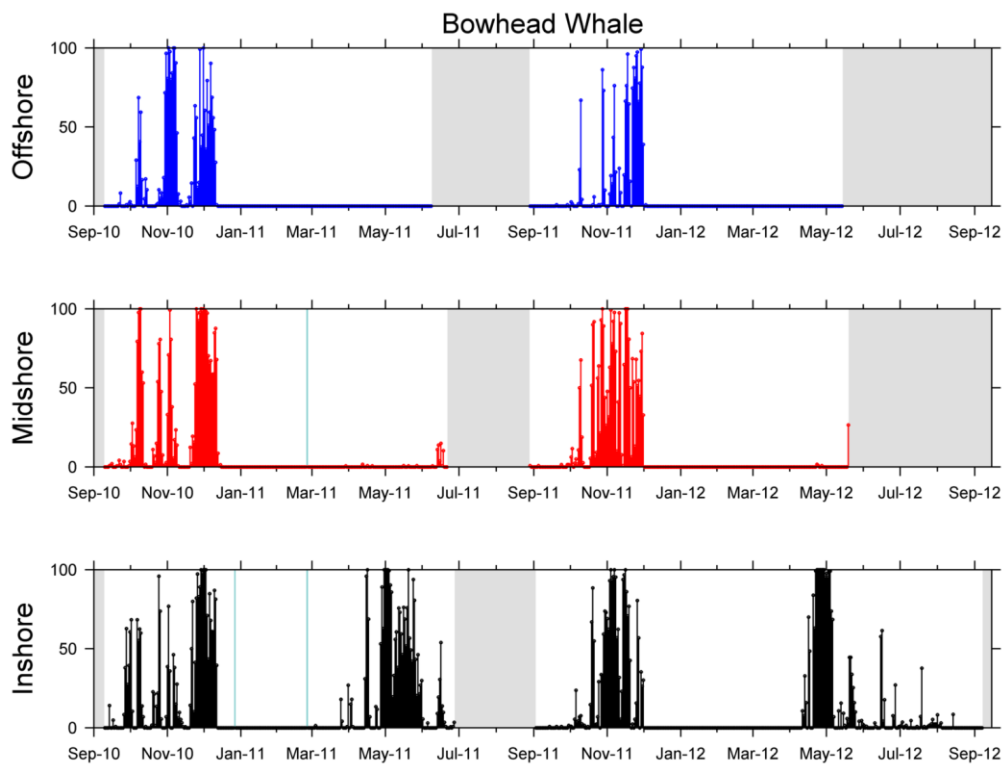 Bowhead Whale
Offshore
100
50
0
Sep-10 Nov-10 Jan-11 Mar-11 May-11 Jul-11 Sep-11 Nov-11 Jan-12 Mar-12 May-12 Jul-12 Sep-12
Midshore
100
50
0
Sep-10 Nov-10 Jan-11 Mar-11 May-11 Jul-11 Sep-11 Nov-11 Jan-12 Mar-12 May-12 Jul-12 Sep-12
Inshore
100
50
0
Sep-10 Nov-10 Jan-11 Mar-11 May-11 Jul-11 Sep-11 Nov-11 Jan-12 Mar-12 May-12 Jul-12 Sep-12